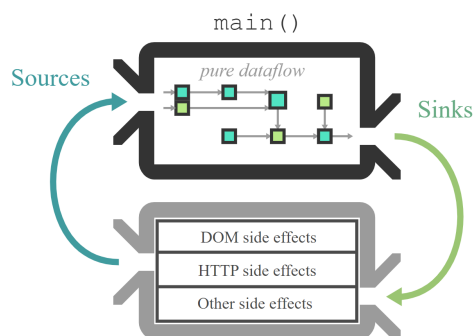 main()
pure dataflow
Sources
Sinks
DOM side effects
HTTP side effects
Other side effects